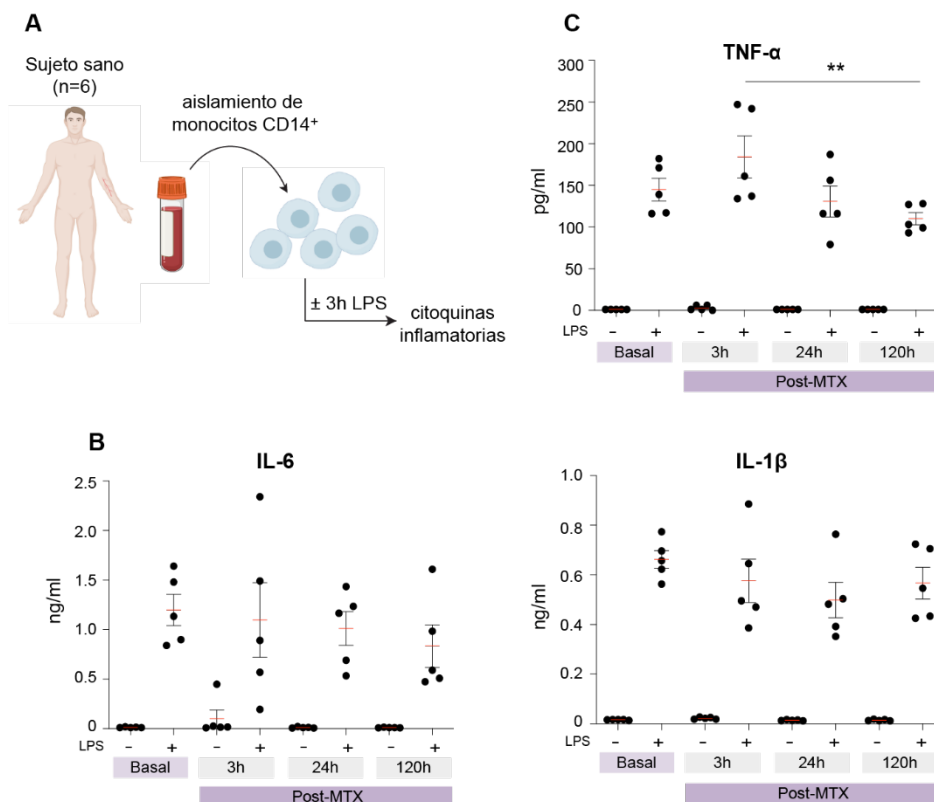 A
Sujeto sano
(n=6)
aislamiento de
monocitos CD14⁺
± 3h LPS
citoquinas
inflamatorias
C
TNF-α
**
300
250
200
150
100
50
0
pg/ml
LPS − + − + − + − +
Basal 3h 24h 120h
Post-MTX
B
IL-6
2.5
2.0
1.5
1.0
0.5
0
ng/ml
LPS − + − + − + − +
Basal 3h 24h 120h
Post-MTX
IL-1β
1.0
0.8
0.6
0.4
0.2
0.0
ng/ml
LPS − + − + − + − +
Basal 3h 24h 120h
Post-MTX